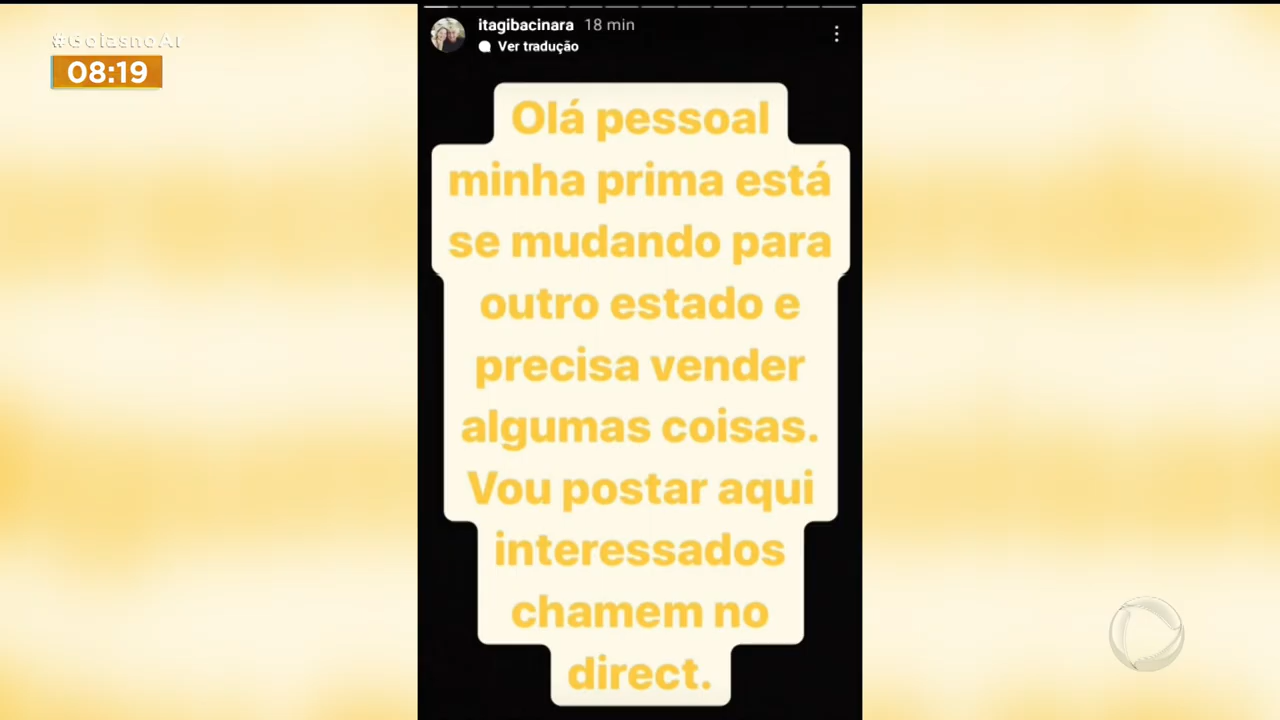 #GoiásnoAr
08:19
itagibacinara 18 min
Ver tradução
Olá pessoal
minha prima está
se mudando para
outro estado e
precisa vender
algumas coisas.
Vou postar aqui
interessados
chamem no
direct.